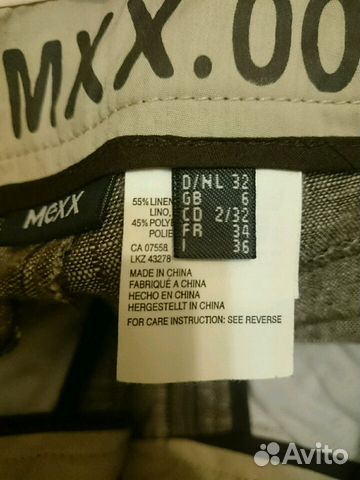 MXX.00
Mexx
D/NL 32
GB 6
CD 2/32
FR 34
I 36
55% LINEN
LINO,
45% POLYE
POLIE
CA 07558
LKZ 43278
MADE IN CHINA
FABRIQUÉ A CHINA
HECHO EN CHINA
HERGESTELLT IN CHINA
FOR CARE INSTRUCTION: SEE REVERSE
Avito